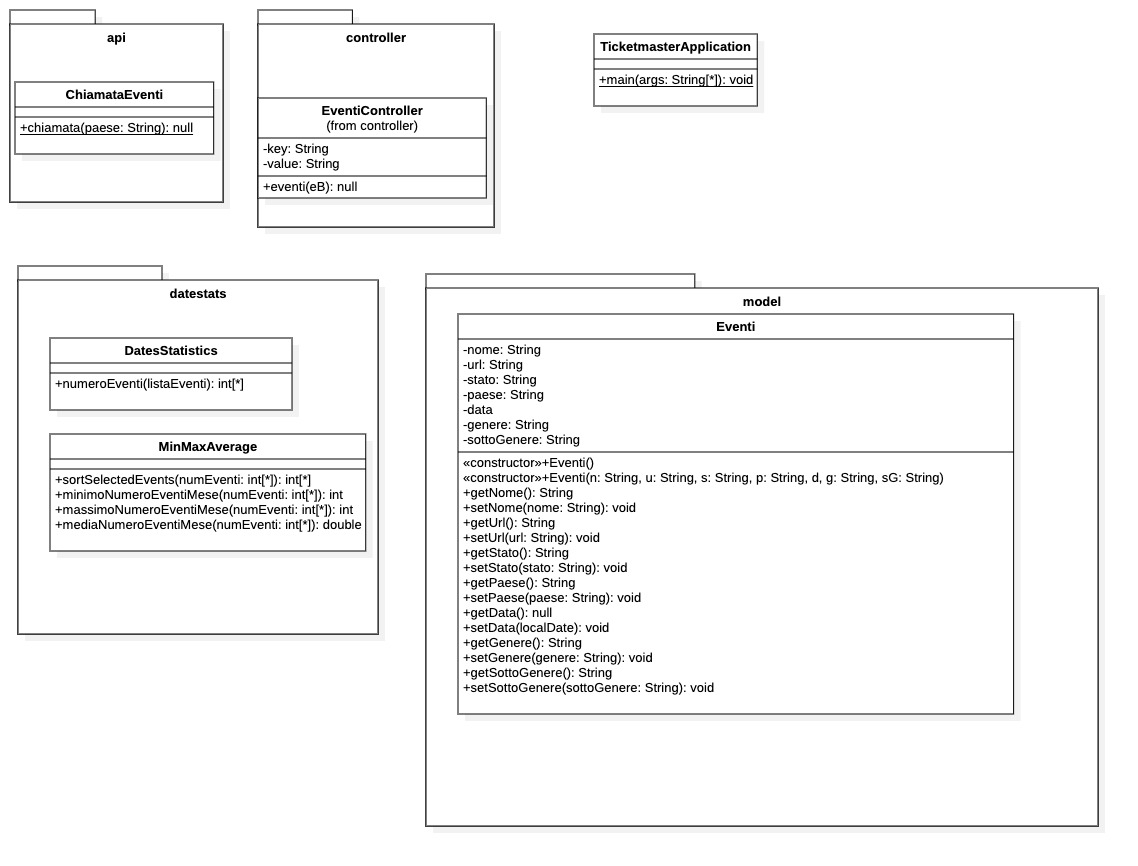 api
ChiamataEventi
+chiamata(paese: String): null
controller
EventiController
(from controller)
-key: String
-value: String
+eventi(eB): null
TicketmasterApplication
+main(args: String[*]): void
datestats
DatesStatistics
+numeroEventi(listaEventi): int[*]
MinMaxAverage
+sortSelectedEvents(numEventi: int[*]): int[*]
+minimoNumeroEventiMese(numEventi: int[*]): int
+massimoNumeroEventiMese(numEventi: int[*]): int
+mediaNumeroEventiMese(numEventi: int[*]): double
model
Eventi
-nome: String
-url: String
-stato: String
-paese: String
-data
-genere: String
-sottoGenere: String
«constructor»+Eventi()
«constructor»+Eventi(n: String, u: String, s: String, p: String, d, g: String, sG: String)
+getNome(): String
+setNome(nome: String): void
+getUrl(): String
+setUrl(url: String): void
+getStato(): String
+setStato(stato: String): void
+getPaese(): String
+setPaese(paese: String): void
+getData(): null
+setData(localDate): void
+getGenere(): String
+setGenere(genere: String): void
+getSottoGenere(): String
+setSottoGenere(sottoGenere: String): void